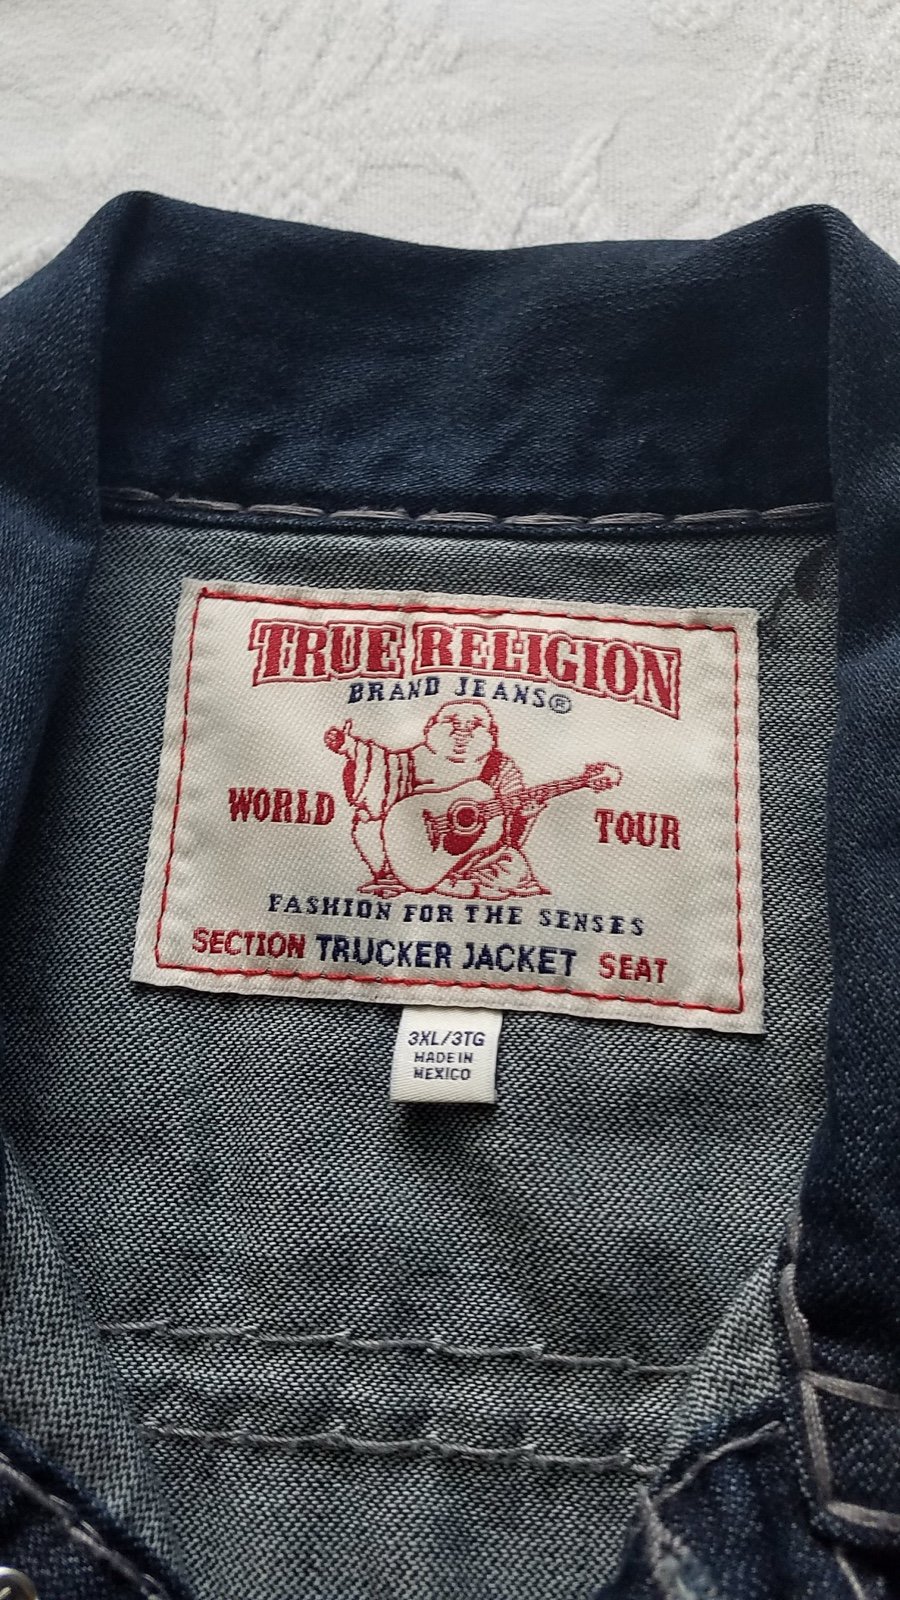 TRUE RELIGION
BRAND JEANS®
WORLD TOUR
FASHION FOR THE SENSES
SECTION TRUCKER JACKET SEAT
3XL/3TG
MADE IN
MEXICO